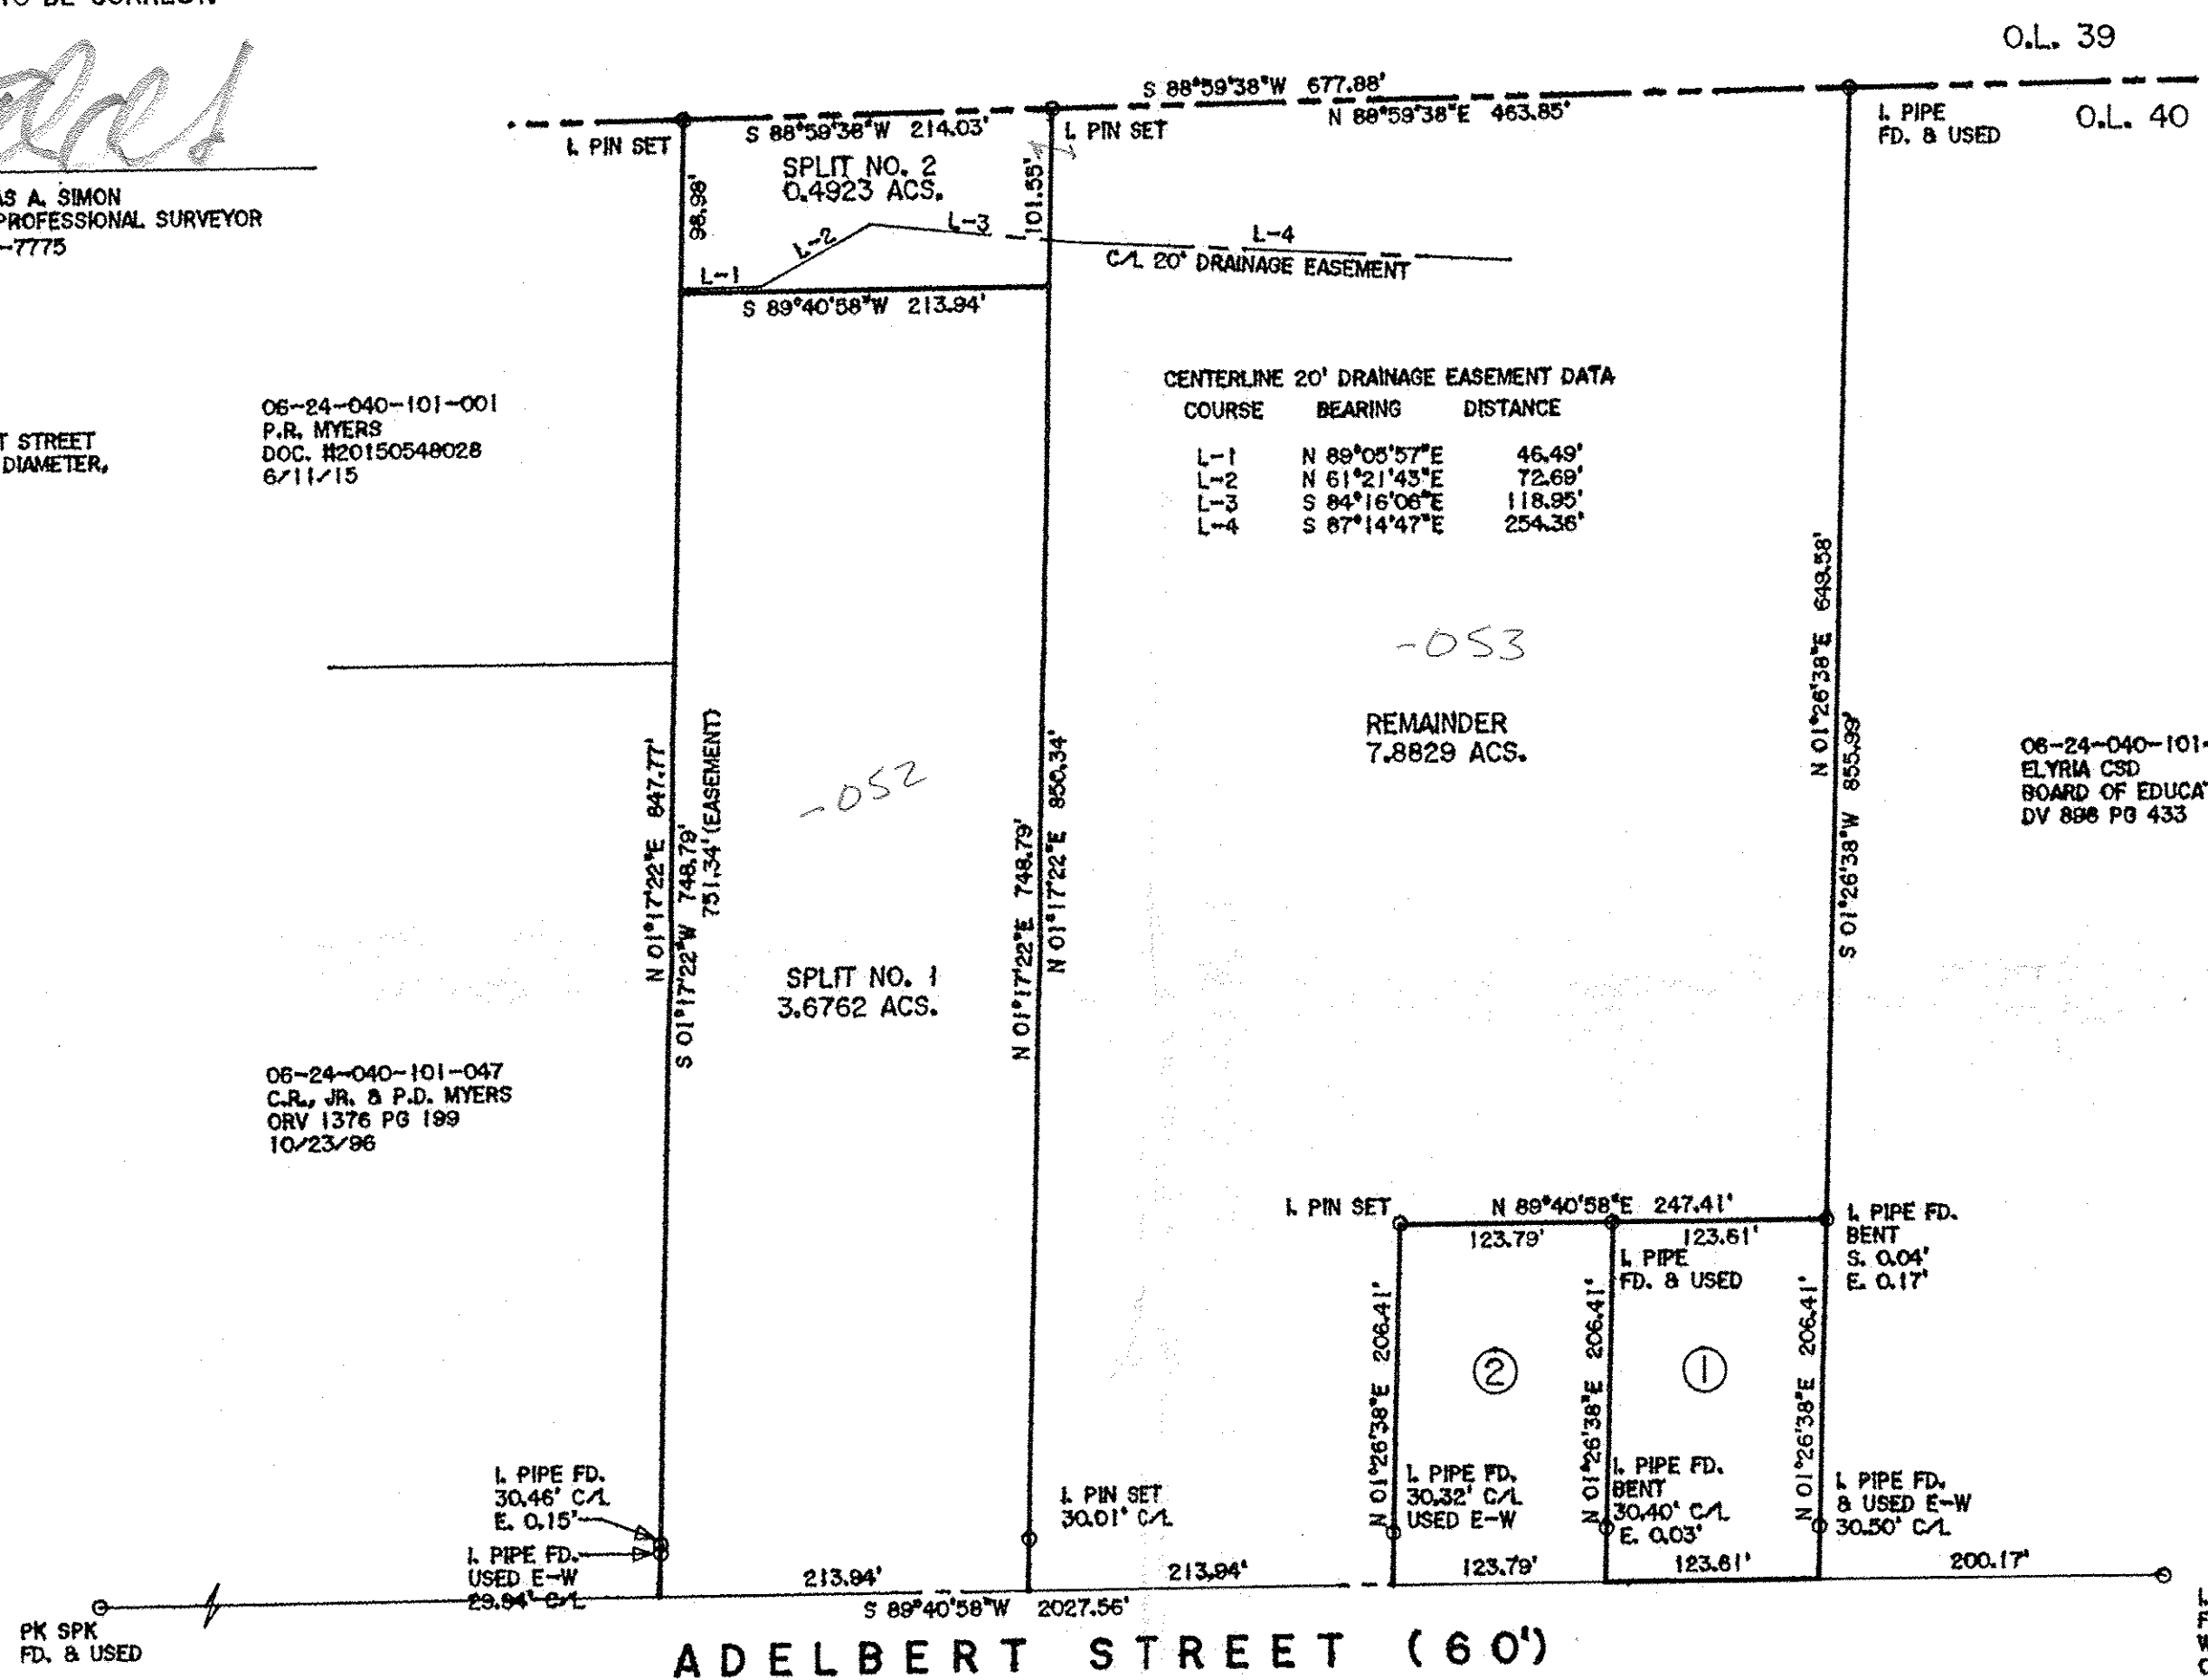 O.L. 39
S 88°59'38"W 677.88'
N 88°59'38"E 463.85'
I. PIN SET
S 88°59'38"W 214.03'
I. PIN SET
I. PIPE
FD. & USED
O.L. 40
SPLIT NO. 2
0.4923 ACS.
98.98'
101.55'
AS A. SIMON
PROFESSIONAL SURVEYOR
-7775
L-1
L-2
L-3
L-4
C/L 20' DRAINAGE EASEMENT
S 89°40'58"W 213.94'
CENTERLINE 20' DRAINAGE EASEMENT DATA
COURSE BEARING DISTANCE
L-1 N 89°05'57"E 46.49'
L-2 N 61°21'43"E 72.69'
L-3 S 84°16'06"E 118.95'
L-4 S 87°14'47"E 254.36'
06-24-040-101-001
P.R. MYERS
DOC. #20150548028
6/11/15
T STREET
DIAMETER,
-053
REMAINDER
7.8829 ACS.
N 01°26'38"E 649.58'
S 01°26'38"W 855.99'
06-24-040-101-
ELYRIA CSD
BOARD OF EDUCAT
DV 898 PG 433
-052
N 01°17'22"E 847.77'
S 01°17'22"W 748.79'
751.34' (EASEMENT)
N 01°17'22"E 748.79'
N 01°17'22"E 850.34'
SPLIT NO. 1
3.6762 ACS.
06-24-040-101-047
C.R., JR. & P.D. MYERS
ORV 1376 PG 199
10/23/96
I. PIN SET
N 89°40'58"E 247.41'
123.79'
123.61'
I. PIPE FD.
BENT
S. 0.04'
E. 0.17'
I. PIPE
FD. & USED
N 01°26'38"E 206.41'
N 01°26'38"E 206.41'
N 01°26'38"E 206.41'
2
1
I. PIPE FD.
30.46' C/L
E. 0.15'
I. PIPE FD.
USED E-W
29.94' C/L
I. PIN SET
30.01' C/L
I. PIPE FD.
30.32' C/L
USED E-W
I. PIPE FD.
BENT
30.40' C/L
E. 0.03'
I. PIPE FD.
& USED E-W
30.50' C/L
213.94'
213.94'
123.79'
123.61'
200.17'
S 89°40'58"W 2027.56'
PK SPK
FD. & USED
ADELBERT STREET (60')